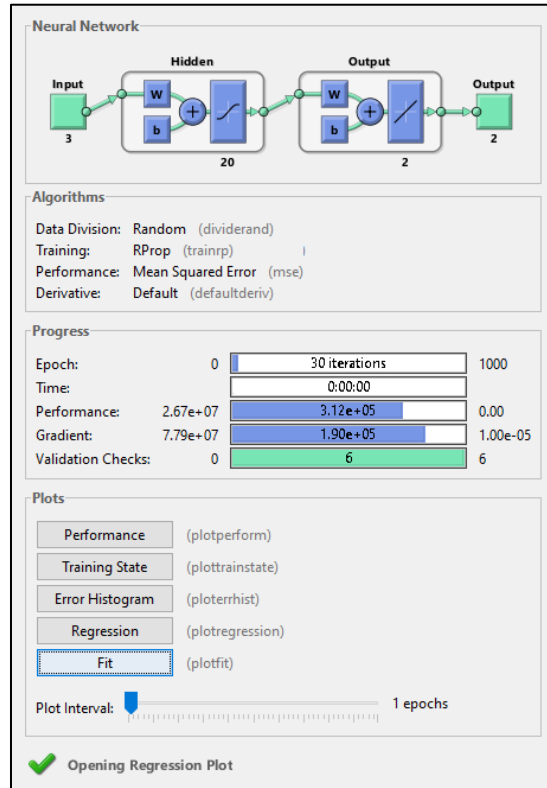 Neural Network
Hidden Output
Input Output
W W
b b
3 20 2 2
Algorithms
Data Division: Random (dividerand)
Training: RProp (trainrp)
Performance: Mean Squared Error (mse)
Derivative: Default (defaultderiv)
Progress
Epoch: 0 30 iterations 1000
Time: 0:00:00
Performance: 2.67e+07 3.12e+05 0.00
Gradient: 7.79e+07 1.90e+05 1.00e-05
Validation Checks: 0 6 6
Plots
Performance (plotperform)
Training State (plottrainstate)
Error Histogram (ploterrhist)
Regression (plotregression)
Fit (plotfit)
Plot Interval: 1 epochs
Opening Regression Plot